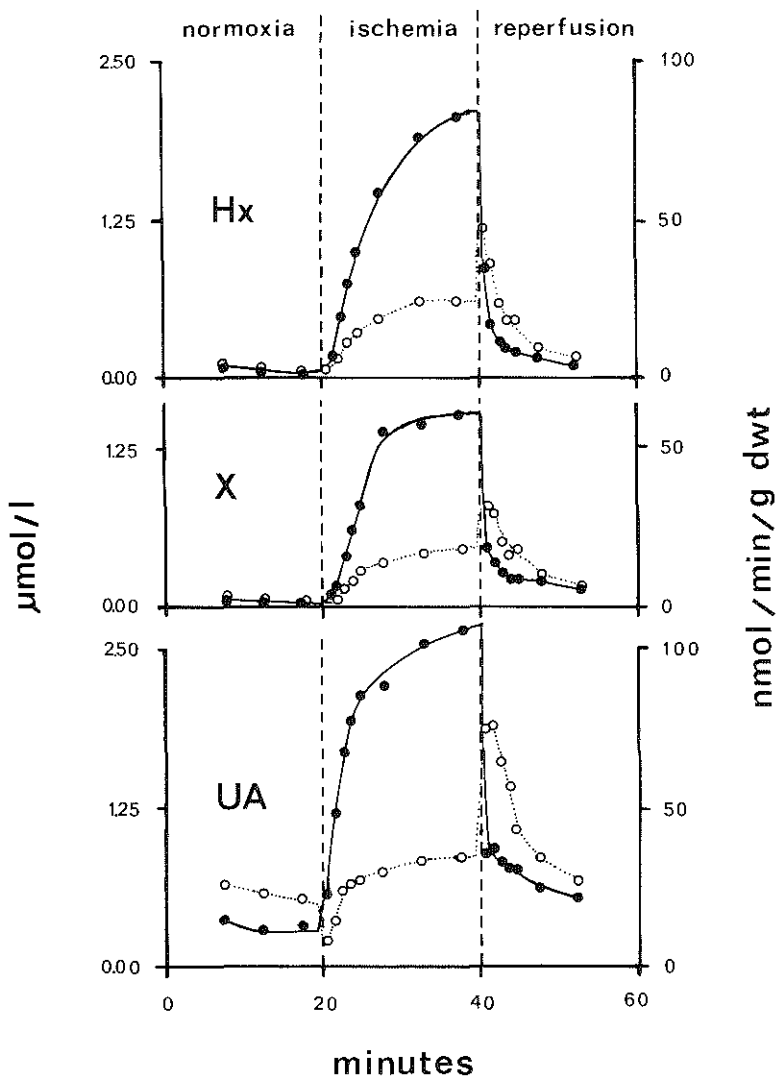 normoxia ischemia reperfusion
2.50 100
Hx
1.25 50
0.00 0
1.25 50
X
0.00 0
µmol/l
nmol/min/g dwt
2.50 100
UA
1.25 50
0.00 0
0 20 40 60
minutes